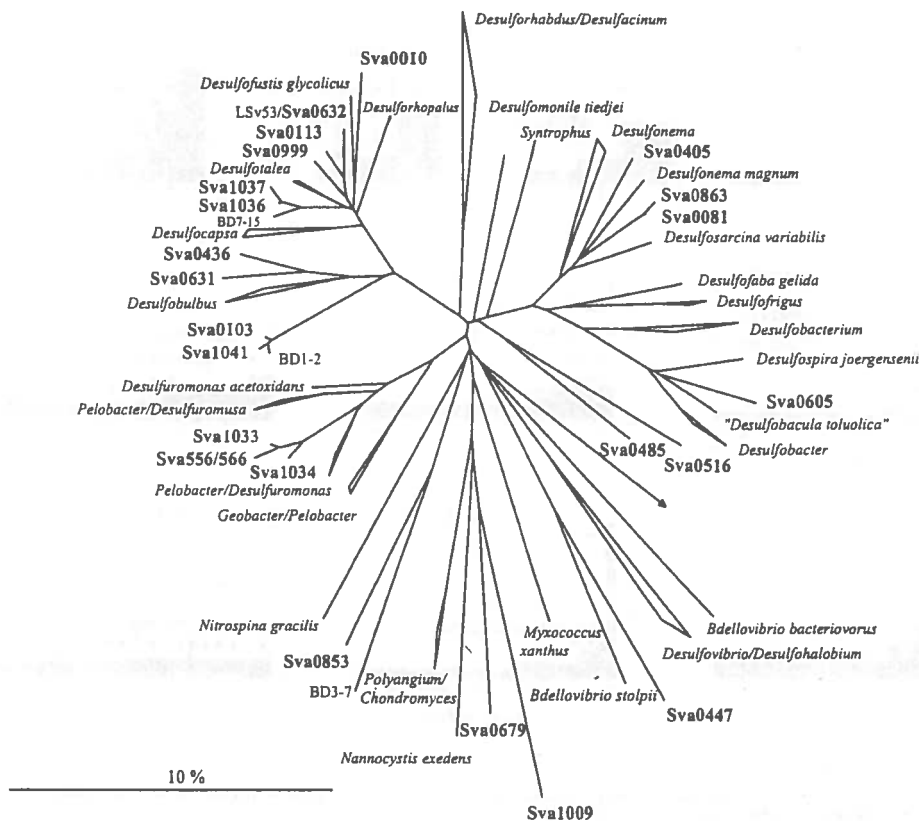 Desulforhabdus/Desulfacinum
Sva0010
Desulfofustis glycolicus
LSv53/Sva0632
Desulforhopalus
Desulfomonile tiedjei
Sva0113
Syntrophus
Desulfonema
Sva0999
Sva0405
Desulfotalea
Desulfonema magnum
Sva1037
Sva0863
Sva1036
Sva0081
BD7-15
Desulfocapsa
Desulfosarcina variabilis
Sva0436
Sva0631
Desulfofaba gelida
Desulfobulbus
Desulfofrigus
Sva0103
Desulfobacterium
Sva1041
BD1-2
Desulfospira joergensenii
Desulfuromonas acetoxidans
Pelobacter/Desulfuromusa
Sva0605
"Desulfobacula toluolica"
Sva1033
Sva0485
Desulfobacter
Sva556/566
Sva1034
Sva0516
Pelobacter/Desulfuromonas
Geobacter/Pelobacter
Nitrospina gracilis
Myxococcus
xanthus
Bdellovibrio bacteriovorus
Desulfovibrio/Desulfohalobium
Sva0853
BD3-7
Polyangium/
Chondromyces
Bdellovibrio stolpii
Sva0447
Sva0679
Nannocystis exedens
10 %
Sva1009